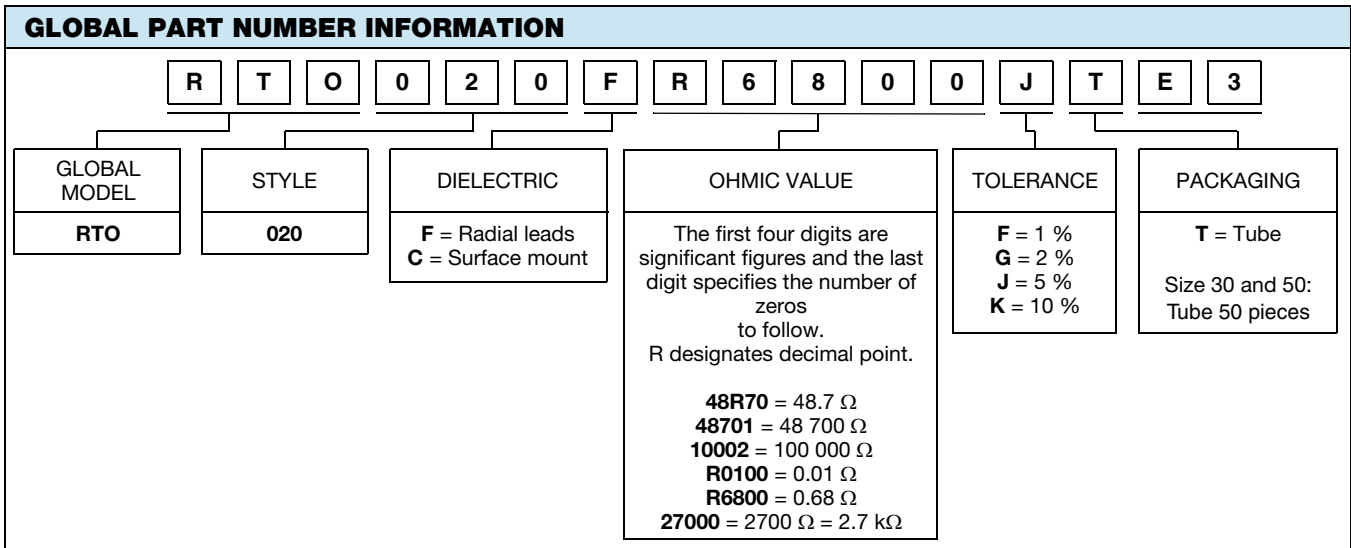 GLOBAL PART NUMBER INFORMATION
R T O 0 2 0 F R 6 8 0 0 J T E 3
GLOBAL
MODEL
RTO
STYLE
020
DIELECTRIC
F = Radial leads
C = Surface mount
OHMIC VALUE
The first four digits are
significant figures and the last
digit specifies the number of
zeros
to follow.
R designates decimal point.
48R70 = 48.7 Ω
48701 = 48 700 Ω
10002 = 100 000 Ω
R0100 = 0.01 Ω
R6800 = 0.68 Ω
27000 = 2700 Ω = 2.7 kΩ
TOLERANCE
F = 1 %
G = 2 %
J = 5 %
K = 10 %
PACKAGING
T = Tube
Size 30 and 50:
Tube 50 pieces